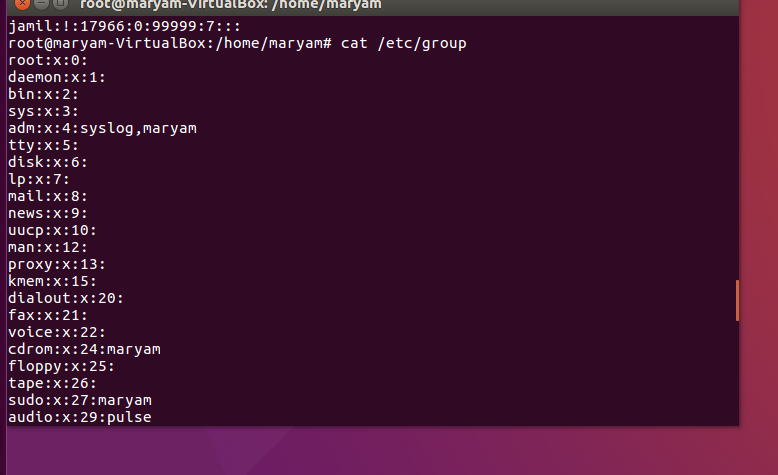 root@maryam-VirtualBox: /home/maryam
jamil:!:17966:0:99999:7:::
root@maryam-VirtualBox:/home/maryam# cat /etc/group
root:x:0:
daemon:x:1:
bin:x:2:
sys:x:3:
adm:x:4:syslog,maryam
tty:x:5:
disk:x:6:
lp:x:7:
mail:x:8:
news:x:9:
uucp:x:10:
man:x:12:
proxy:x:13:
kmem:x:15:
dialout:x:20:
fax:x:21:
voice:x:22:
cdrom:x:24:maryam
floppy:x:25:
tape:x:26:
sudo:x:27:maryam
audio:x:29:pulse